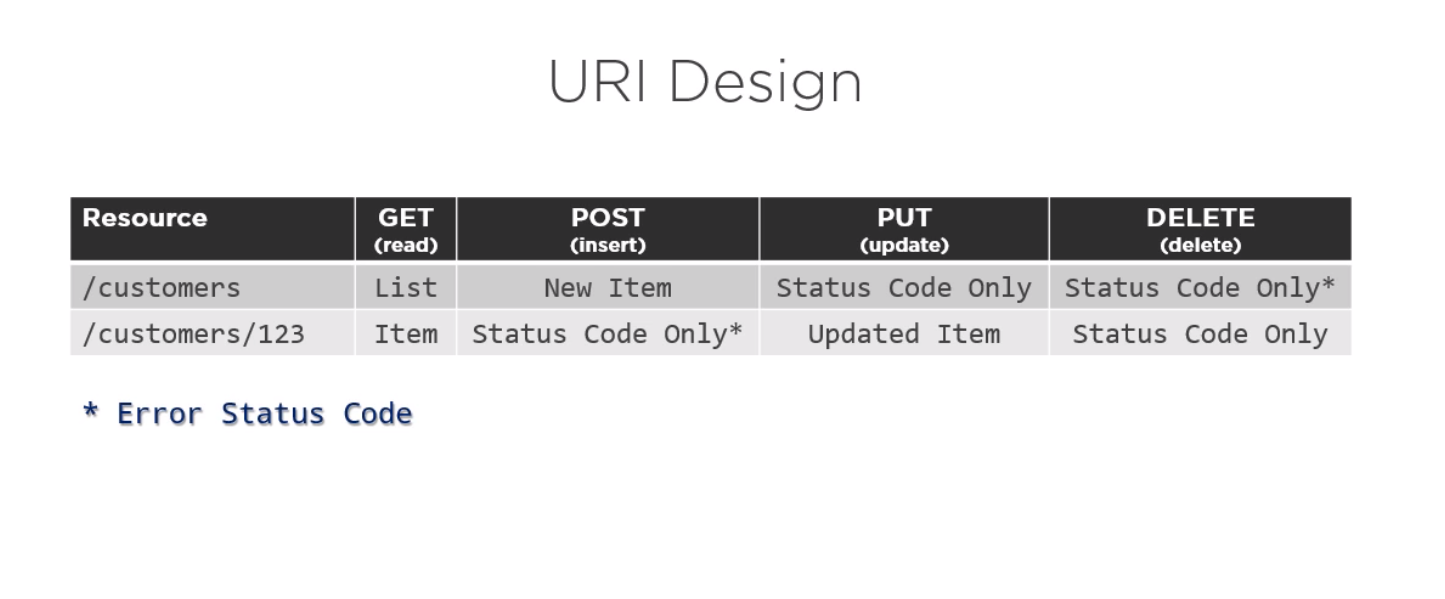 URI Design
Resource GET POST PUT DELETE
(read) (insert) (update) (delete)
/customers List New Item Status Code Only Status Code Only*
/customers/123 Item Status Code Only* Updated Item Status Code Only
* Error Status Code